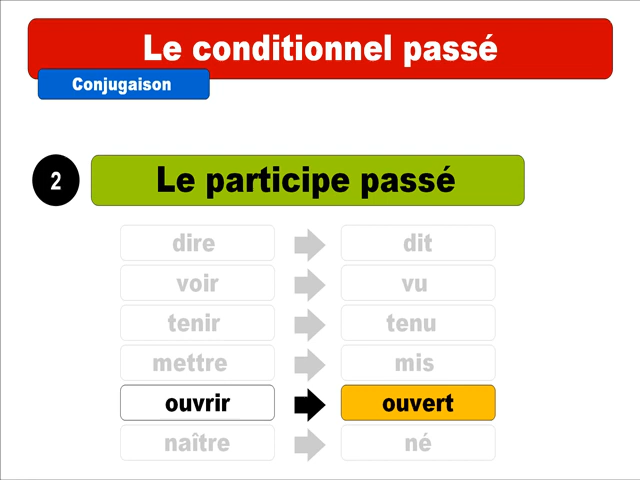 Le conditionnel passé
Conjugaison
2 Le participe passé
dire dit
voir vu
tenir tenu
mettre mis
ouvrir ouvert
naître né